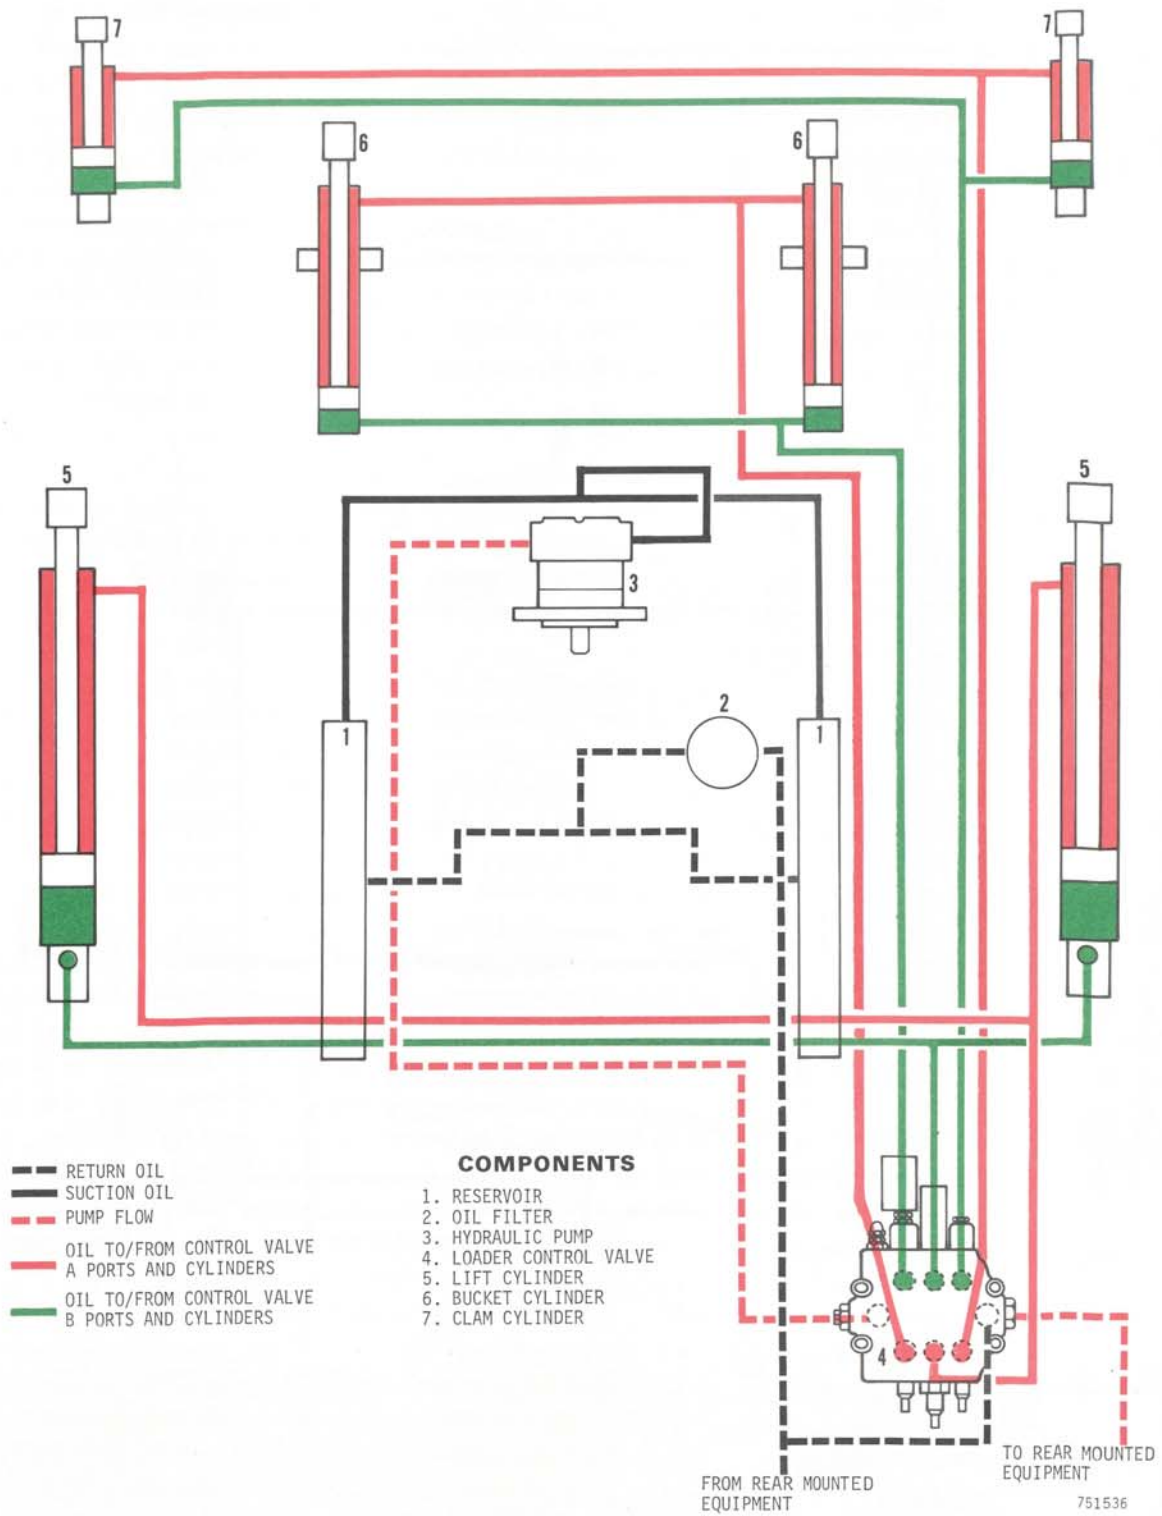 7
7
6
6
5
5
3
2
1
1
RETURN OIL
SUCTION OIL
PUMP FLOW
OIL TO/FROM CONTROL VALVE
A PORTS AND CYLINDERS
OIL TO/FROM CONTROL VALVE
B PORTS AND CYLINDERS
COMPONENTS
1. RESERVOIR
2. OIL FILTER
3. HYDRAULIC PUMP
4. LOADER CONTROL VALVE
5. LIFT CYLINDER
6. BUCKET CYLINDER
7. CLAM CYLINDER
4
TO REAR MOUNTED
EQUIPMENT
FROM REAR MOUNTED
EQUIPMENT
751536